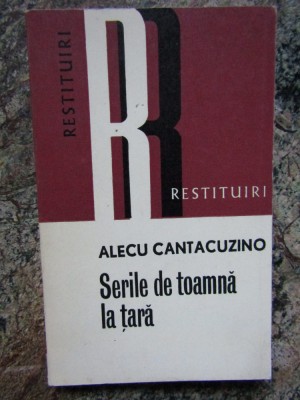 RESTITUIRI
R
RESTITUIRI
ALECU CANTACUZINO
Serile de toamnă
la țară